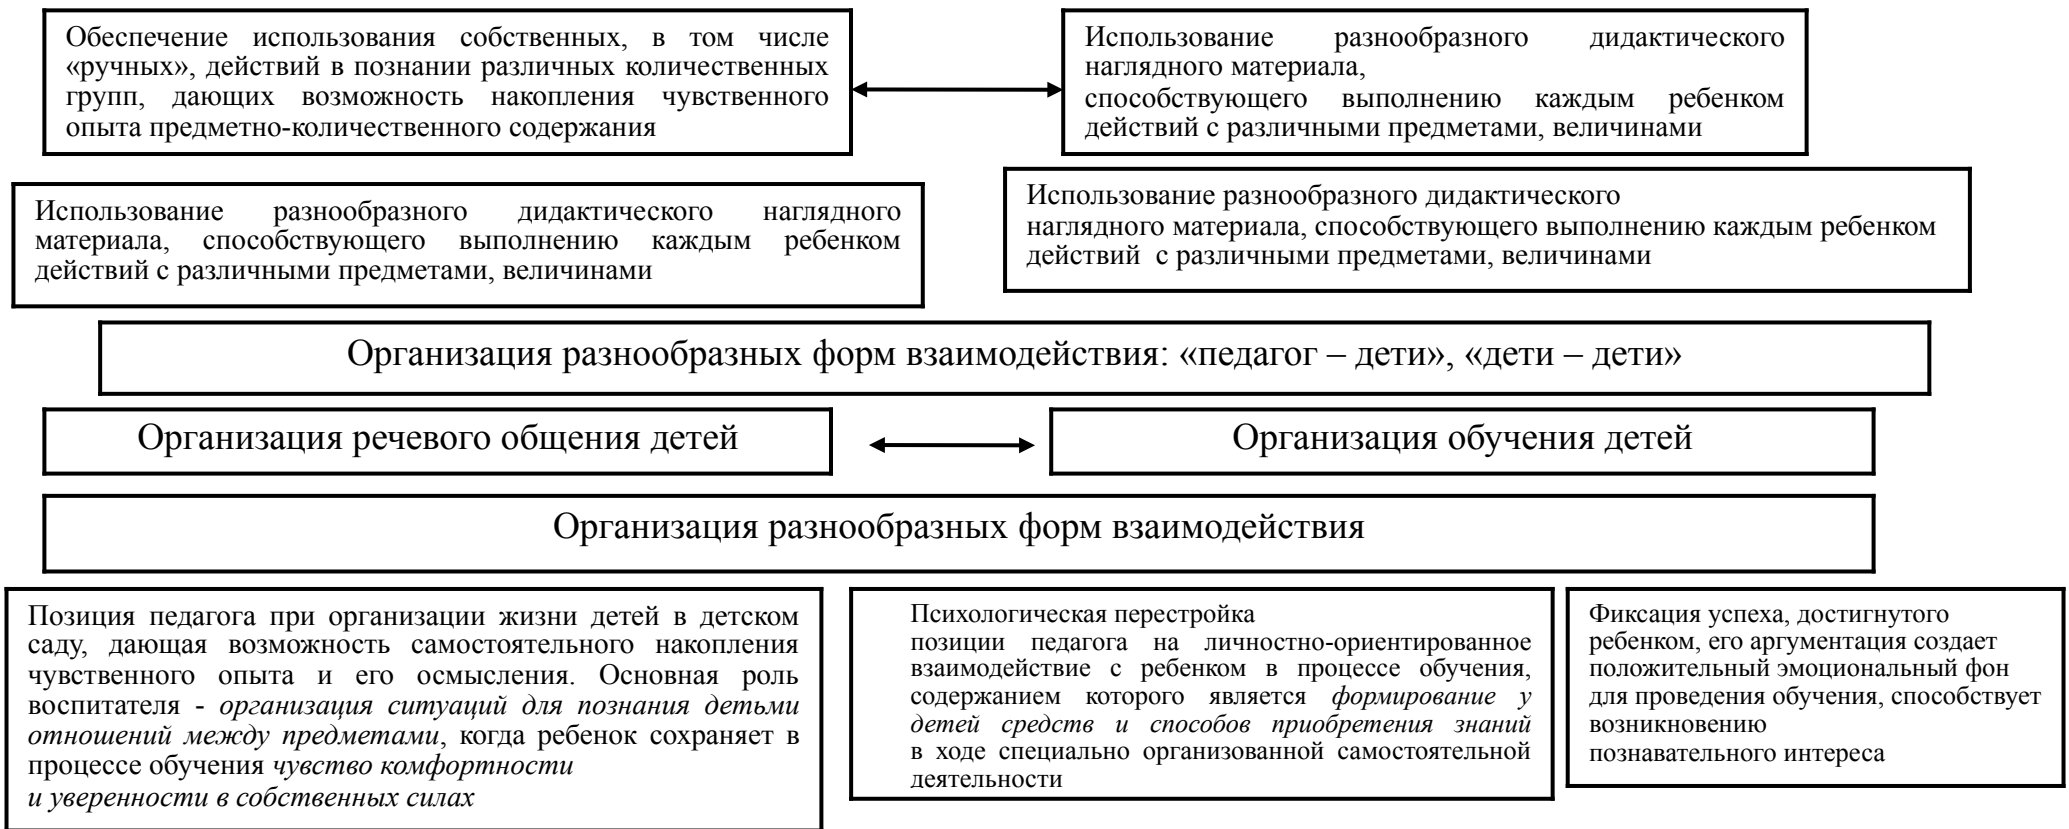 Обеспечение использования собственных, в том числе
«ручных», действий в познании различных количественных
групп, дающих возможность накопления чувственного
опыта предметно-количественного содержания
Использование разнообразного дидактического
наглядного материала,
способствующего выполнению каждым ребенком
действий с различными предметами, величинами
Использование разнообразного дидактического наглядного
материала, способствующего выполнению каждым ребенком
действий с различными предметами, величинами
Использование разнообразного дидактического
наглядного материала, способствующего выполнению каждым ребенком
действий с различными предметами, величинами
Организация разнообразных форм взаимодействия: «педагог – дети», «дети – дети»
Организация речевого общения детей
Организация обучения детей
Организация разнообразных форм взаимодействия
Позиция педагога при организации жизни детей в детском
саду, дающая возможность самостоятельного накопления
чувственного опыта и его осмысления. Основная роль
воспитателя - организация ситуаций для познания детьми
отношений между предметами, когда ребенок сохраняет в
процессе обучения чувство комфортности
и уверенности в собственных силах
Психологическая перестройка
позиции педагога на личностно-ориентированное
взаимодействие с ребенком в процессе обучения,
содержанием которого является формирование у
детей средств и способов приобретения знаний
в ходе специально организованной самостоятельной
деятельности
Фиксация успеха, достигнутого
ребенком, его аргументация создает
положительный эмоциональный фон
для проведения обучения, способствует
возникновению
познавательного интереса